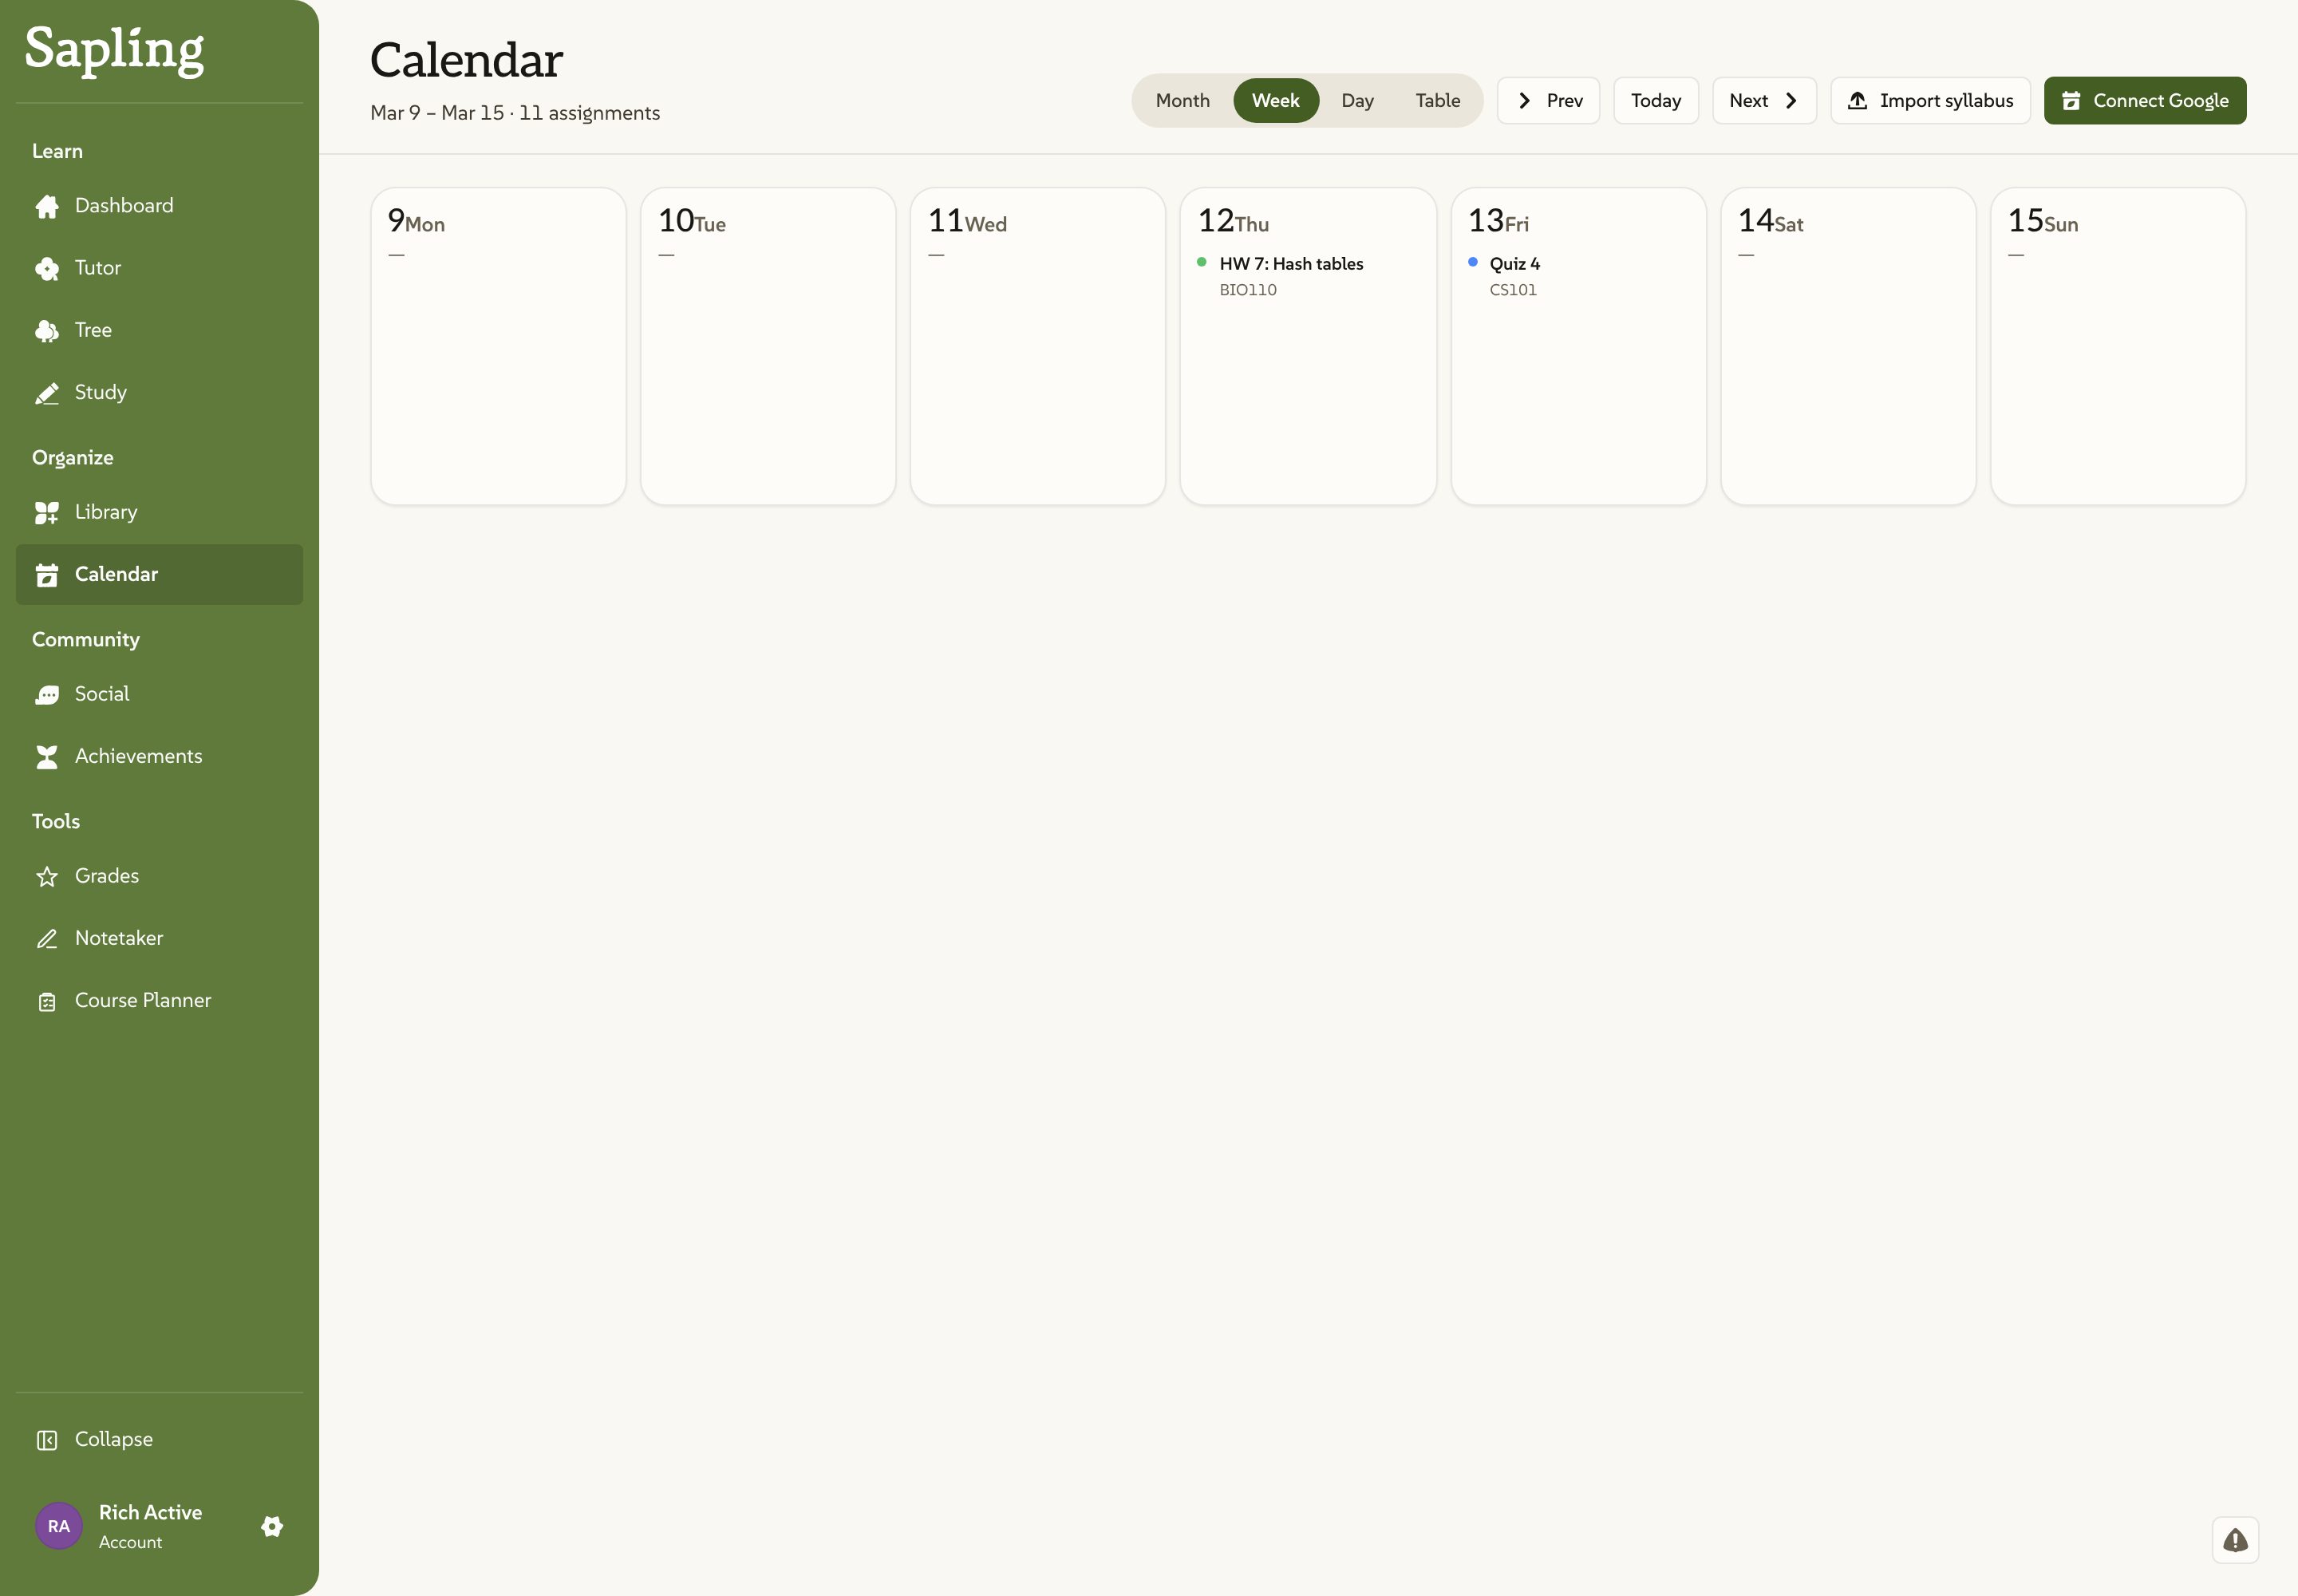 Sapling
Learn
Dashboard
Tutor
Tree
Study
Organize
Library
Calendar
Community
Social
Achievements
Tools
Grades
Notetaker
Course Planner
Collapse
RA
Rich Active
Account
Calendar
Mar 9 – Mar 15 · 11 assignments
Month Week Day Table Prev Today Next Import syllabus Connect Google
9Mon
—
10Tue
—
11Wed
—
12Thu
HW 7: Hash tables
BIO110
13Fri
Quiz 4
CS101
14Sat
—
15Sun
—